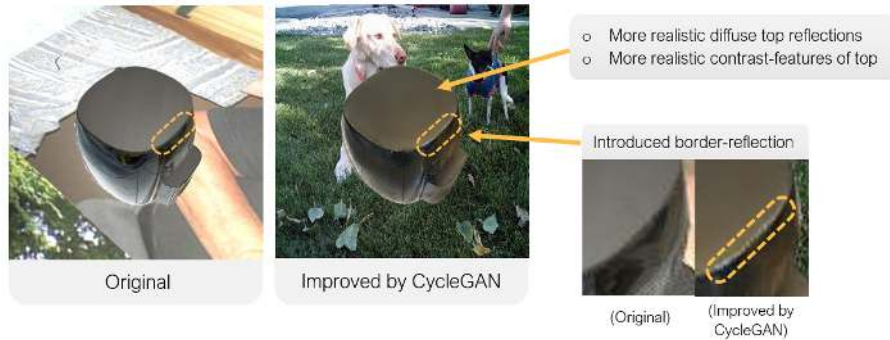 o More realistic diffuse top reflections
o More realistic contrast-features of top
Introduced border-reflection
Original
Improved by CycleGAN
(Original)
(Improved by
CycleGAN)